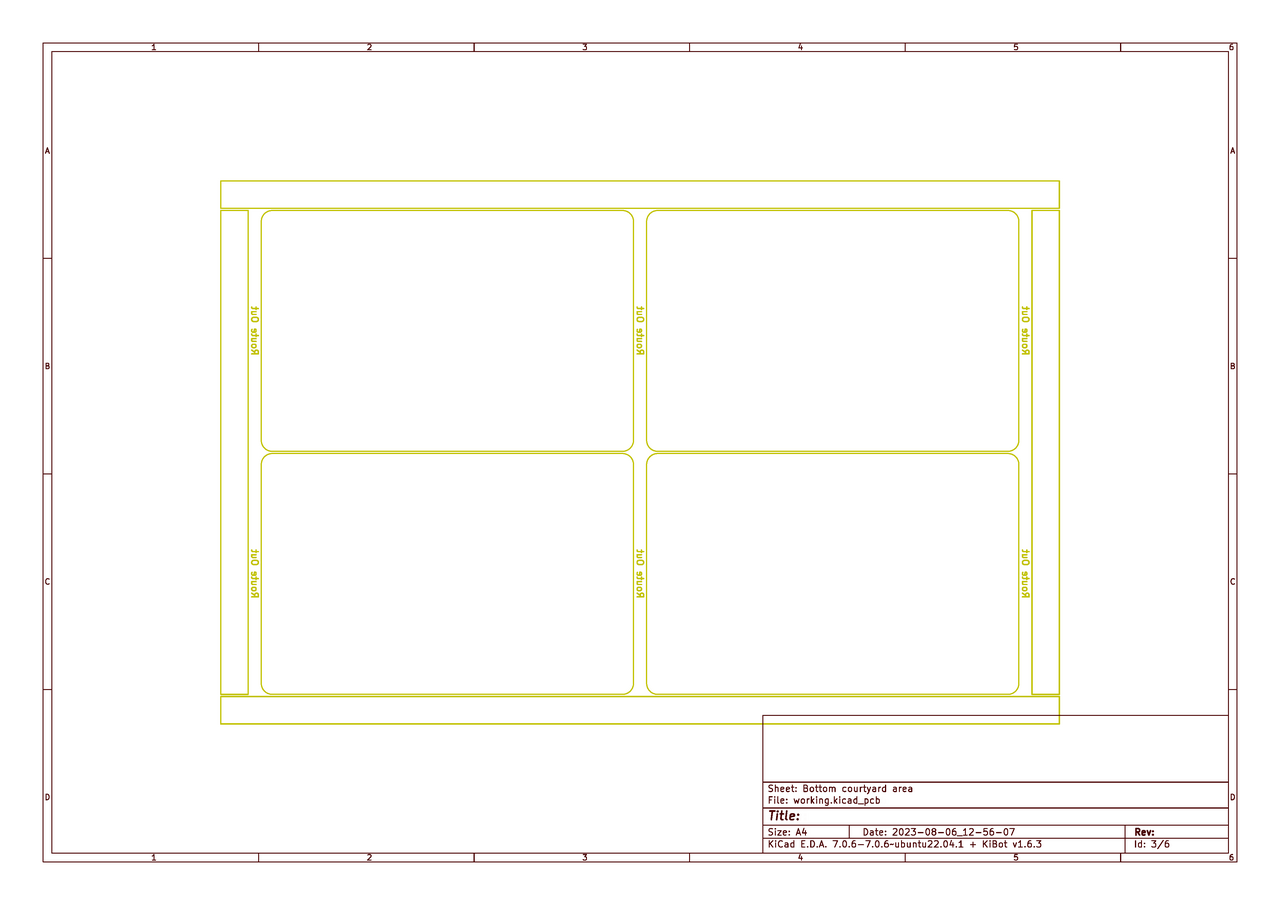 1 2 3 4 5 6
A A
Route Out Route Out Route Out
B B
Route Out Route Out Route Out
C C
Sheet: Bottom courtyard area
D D
File: working.kicad_pcb
Title:
Size: A4 Date: 2023-08-06_12-56-07 Rev:
KiCad E.D.A. 7.0.6-7.0.6~ubuntu22.04.1 + KiBot v1.6.3 Id: 3/6
1 2 3 4 5 6